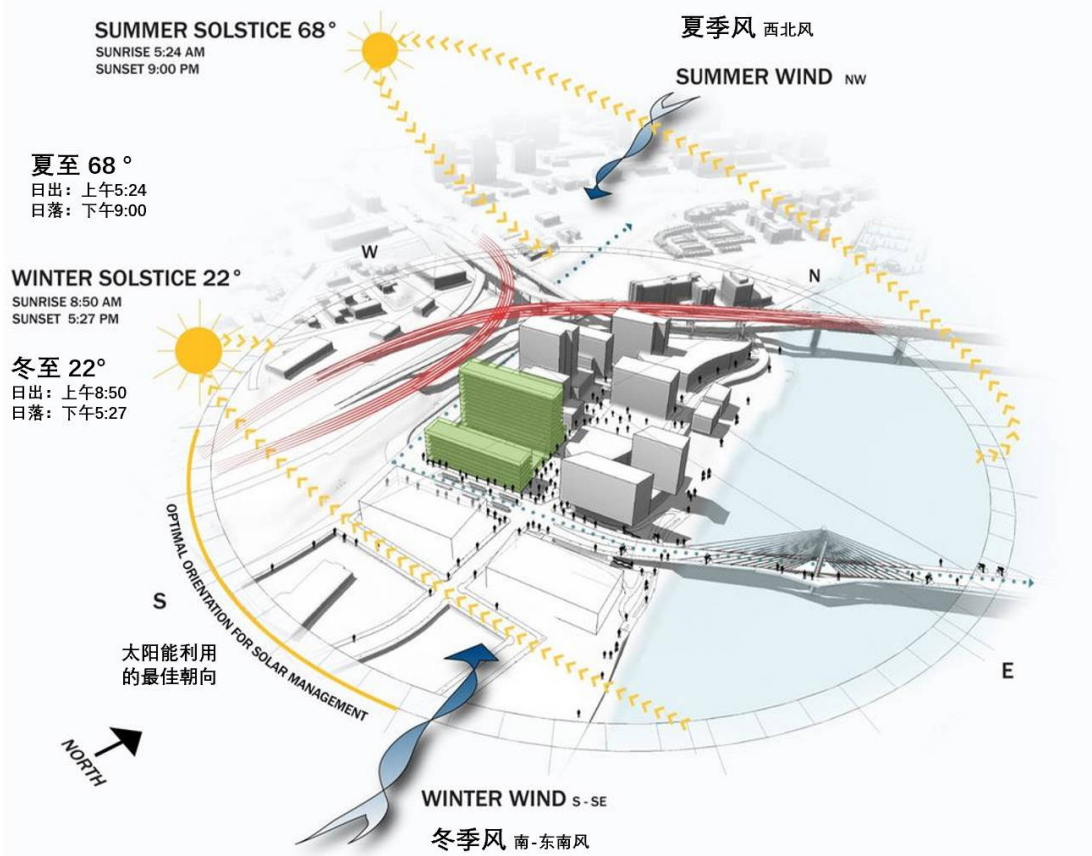 SUMMER SOLSTICE 68°
SUNRISE 5:24 AM
SUNSET 9:00 PM
夏季风 西北风
SUMMER WIND NW
夏至 68 °
日出：上午5:24
日落：下午9:00
W
N
WINTER SOLSTICE 22°
SUNRISE 8:50 AM
SUNSET 5:27 PM
冬至 22°
日出：上午8:50
日落：下午5:27
OPTIMAL ORIENTATION FOR SOLAR MANAGEMENT
S
太阳能利用
的最佳朝向
E
NORTH
WINTER WIND S - SE
冬季风 南-东南风